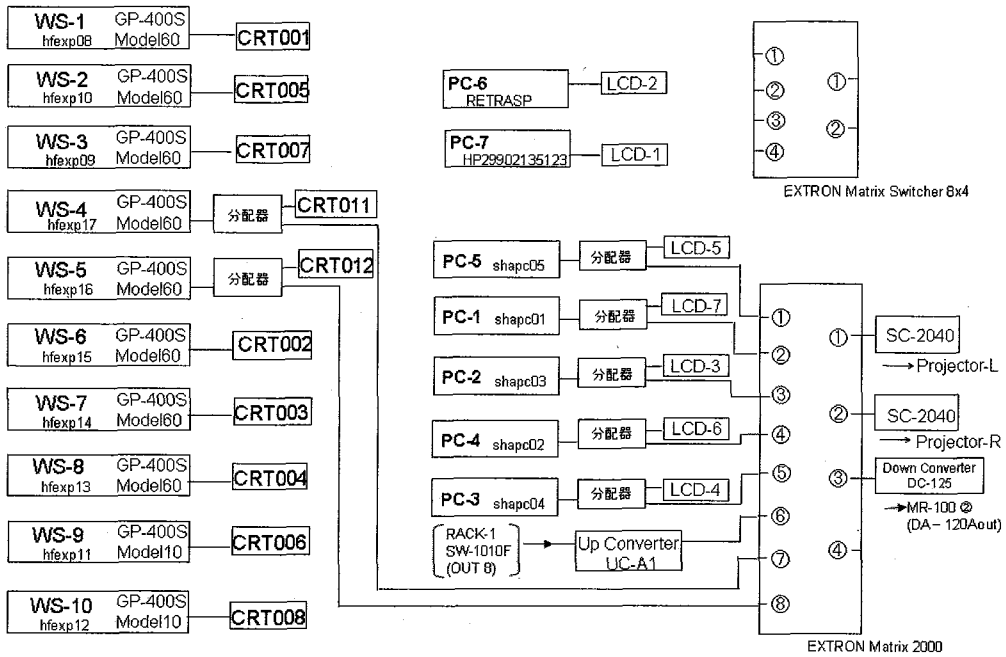 WS-1 GP-400S
hfexp08 Model60
CRT001
WS-2 GP-400S
hfexp10 Model60
CRT005
WS-3 GP-400S
hfexp09 Model60
CRT007
WS-4 GP-400S
hfexp17 Model60
分配器
CRT011
WS-5 GP-400S
hfexp16 Model60
分配器
CRT012
WS-6 GP-400S
hfexp15 Model60
CRT002
WS-7 GP-400S
hfexp14 Model60
CRT003
WS-8 GP-400S
hfexp13 Model60
CRT004
WS-9 GP-400S
hfexp11 Model10
CRT006
WS-10 GP-400S
hfexp12 Model10
CRT008
PC-6
RETRASP
LCD-2
PC-7
HP29902135123
LCD-1
①
②
③
④
①
②
EXTRON Matrix Switcher 8x4
PC-5 shapc05
分配器
LCD-5
PC-1 shapc01
分配器
LCD-7
PC-2 shapc03
分配器
LCD-3
PC-4 shapc02
分配器
LCD-6
PC-3 shapc04
分配器
LCD-4
RACK-1
SW-1010F
(OUT 8)
Up Converter
UC-A1
①
②
③
④
⑤
⑥
⑦
⑧
①
②
③
④
SC-2040
→Projector-L
SC-2040
→Projector-R
Down Converter
DC-125
→MR-100 ②
(DA-120Aout)
EXTRON Matrix 2000